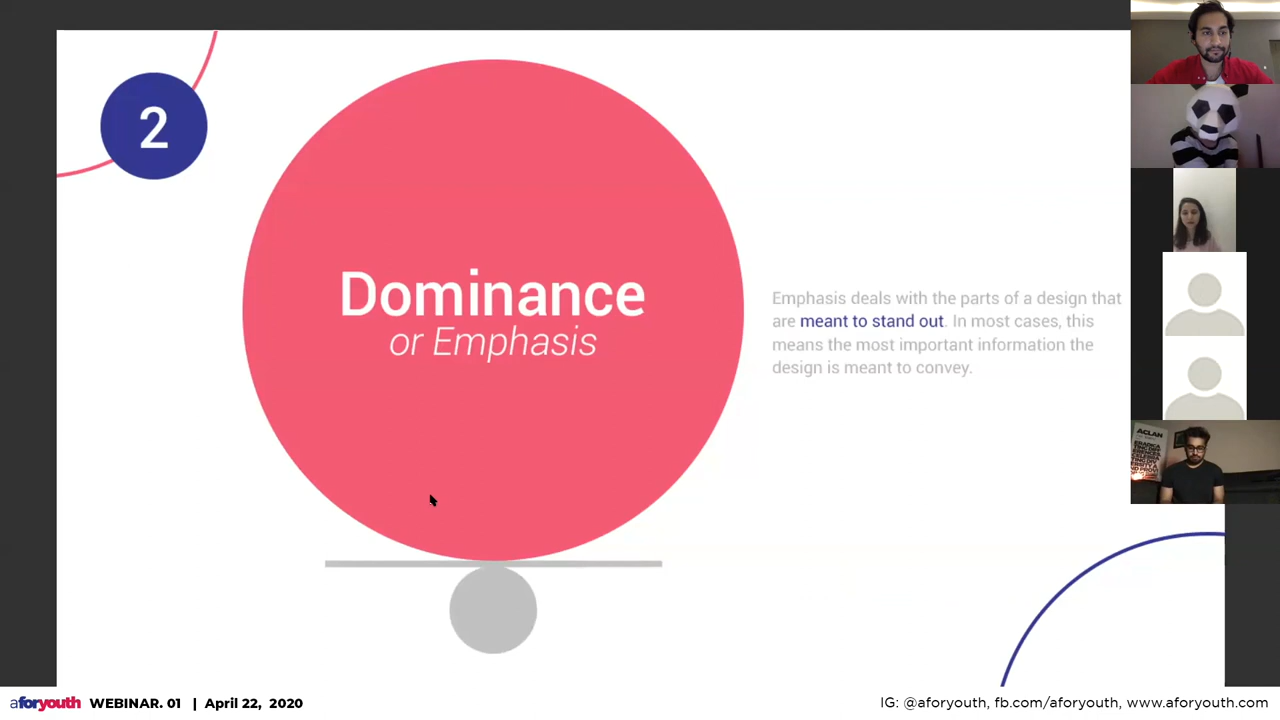 2
Dominance
or Emphasis
Emphasis deals with the parts of a design that
are meant to stand out. In most cases, this
means the most important information the
design is meant to convey.
ACLAN
aforyouth WEBINAR. 01 | April 22, 2020
IG: @aforyouth, fb.com/aforyouth, www.aforyouth.com